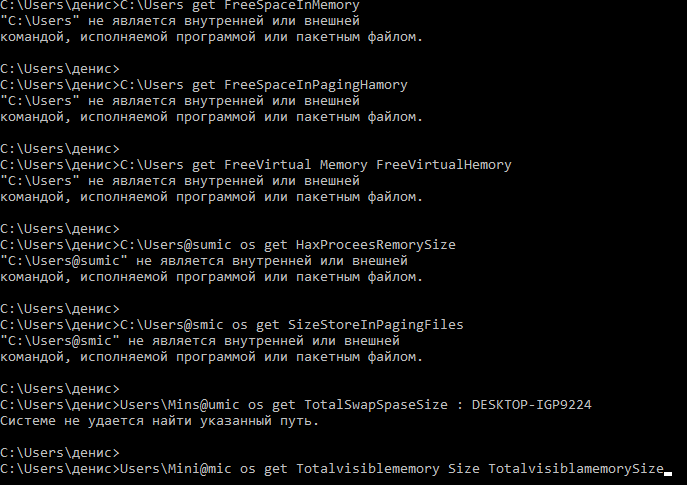 C:\Users\денис>C:\Users get FreeSpaceInMemory
"C:\Users" не является внутренней или внешней
командой, исполняемой программой или пакетным файлом.
C:\Users\денис>
C:\Users\денис>C:\Users get FreeSpaceInPagingHamory
"C:\Users" не является внутренней или внешней
командой, исполняемой программой или пакетным файлом.
C:\Users\денис>
C:\Users\денис>C:\Users get FreeVirtual Memory FreeVirtualHemory
"C:\Users" не является внутренней или внешней
командой, исполняемой программой или пакетным файлом.
C:\Users\денис>
C:\Users\денис>C:\Users@sumic os get HaxProceesRemorySize
"C:\Users@sumic" не является внутренней или внешней
командой, исполняемой программой или пакетным файлом.
C:\Users\денис>
C:\Users\денис>C:\Users@smic os get SizeStoreInPagingFiles
"C:\Users@smic" не является внутренней или внешней
командой, исполняемой программой или пакетным файлом.
C:\Users\денис>
C:\Users\денис>Users\Mins@umic os get TotalSwapSpaseSize : DESKTOP-IGP9224
Системе не удается найти указанный путь.
C:\Users\денис>
C:\Users\денис>Users\Mini@mic os get Totalvisiblememory Size TotalvisiblamemorySize